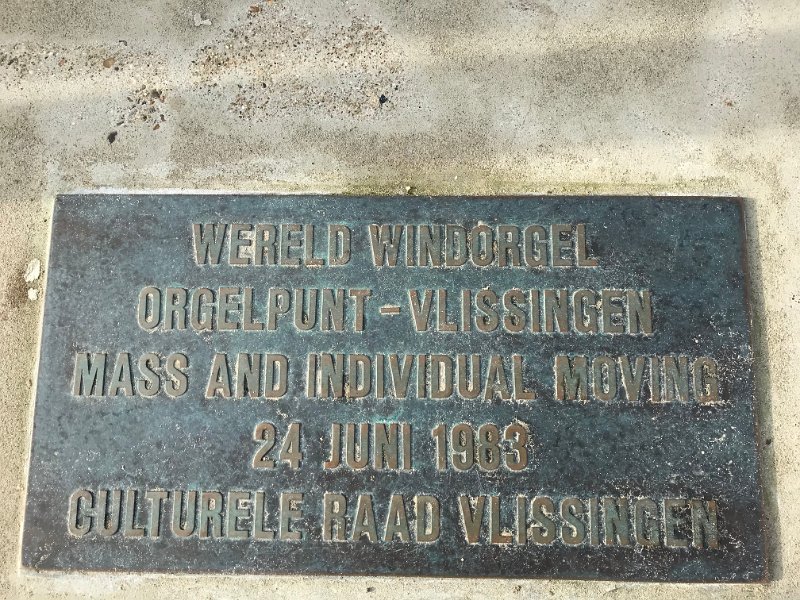 WERELD WINDORGEL
ORGELPUNT-VLISSINGEN
MASS AND INDIVIDUAL MOVING
24 JUNI 1983
CULTURELE RAAD VLISSINGEN